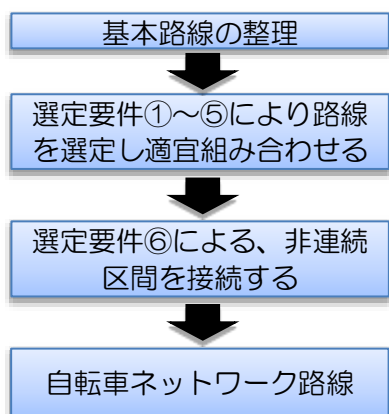 基本路線の整理
選定要件①～⑤により路線
を選定し適宜組み合わせる
選定要件⑥による、非連続
区間を接続する
自転車ネットワーク路線